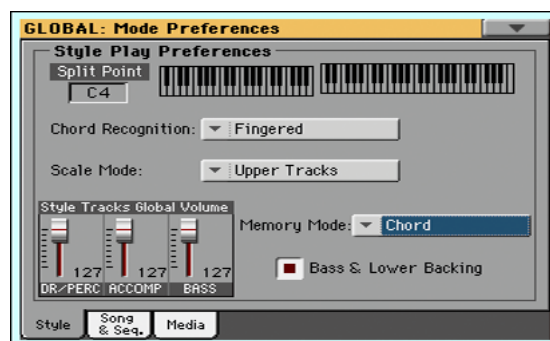 GLOBAL: Mode Preferences
Style Play Preferences
Split Point
C4
Chord Recognition: Fingered
Scale Mode: Upper Tracks
Style Tracks Global Volume
Memory Mode: Chord
127 127 127
Bass & Lower Backing
DR/PERC ACCOMP BASS
Style Song & Seq. Media